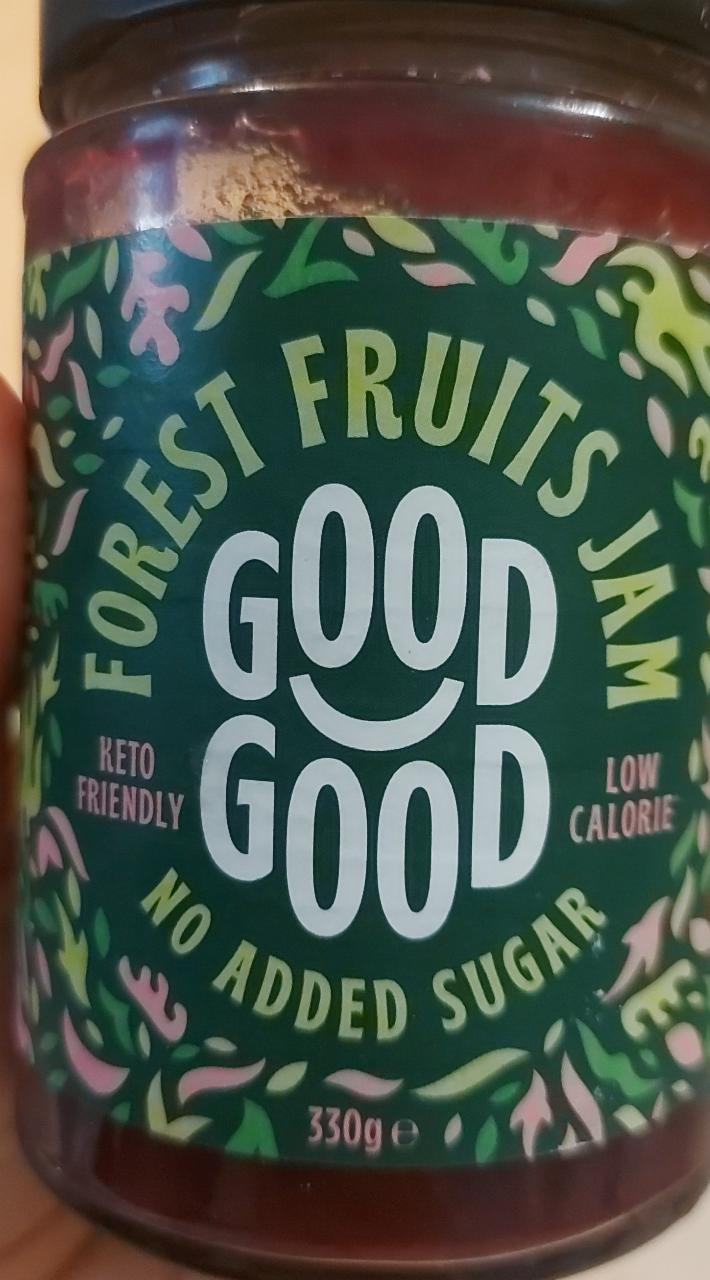 FOREST FRUITS JAM
GOOD
GOOD
KETO
FRIENDLY
LOW
CALORIE
NO ADDED SUGAR
330g ℮